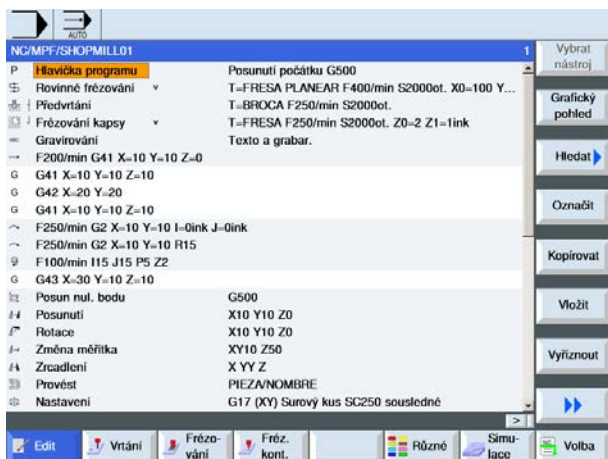 AUTO
NC/MPF/SHOPMILL01 1
P Hlavička programu Posunutí počátku G500
Rovinné frézování v T=FRESA PLANEAR F400/min S2000ot. X0=100 Y...
Předvrtání T=BROCA F250/min S2000ot.
Frézování kapsy v T=FRESA F250/min S2000ot. Z0=2 Z1=1ink
Gravírování Texto a grabar.
F200/min G41 X=10 Y=10 Z=0
G G41 X=10 Y=10 Z=10
G G42 X=20 Y=20
G G41 X=10 Y=10 Z=10
F250/min G2 X=10 Y=10 I=0ink J=0ink
F250/min G2 X=10 Y=10 R15
F100/min I15 J15 P5 Z2
G G43 X=30 Y=10 Z=10
Posun nul. bodu G500
Posunutí X10 Y10 Z0
Rotace X10 Y10 Z0
Změna měřítka XY10 Z50
Zrcadlení X YY Z
Provést PIEZA/NOMBRE
Nastavení G17 (XY) Surový kus SC250 sousledné
>
Vybrat
nástroj
Grafický
pohled
Hledat
Označit
Kopírovat
Vložit
Vyříznout
Edit
Vrtání
Frézo-
vání
Fréz.
kont.
Různé
Simu-
lace
NC
Volba